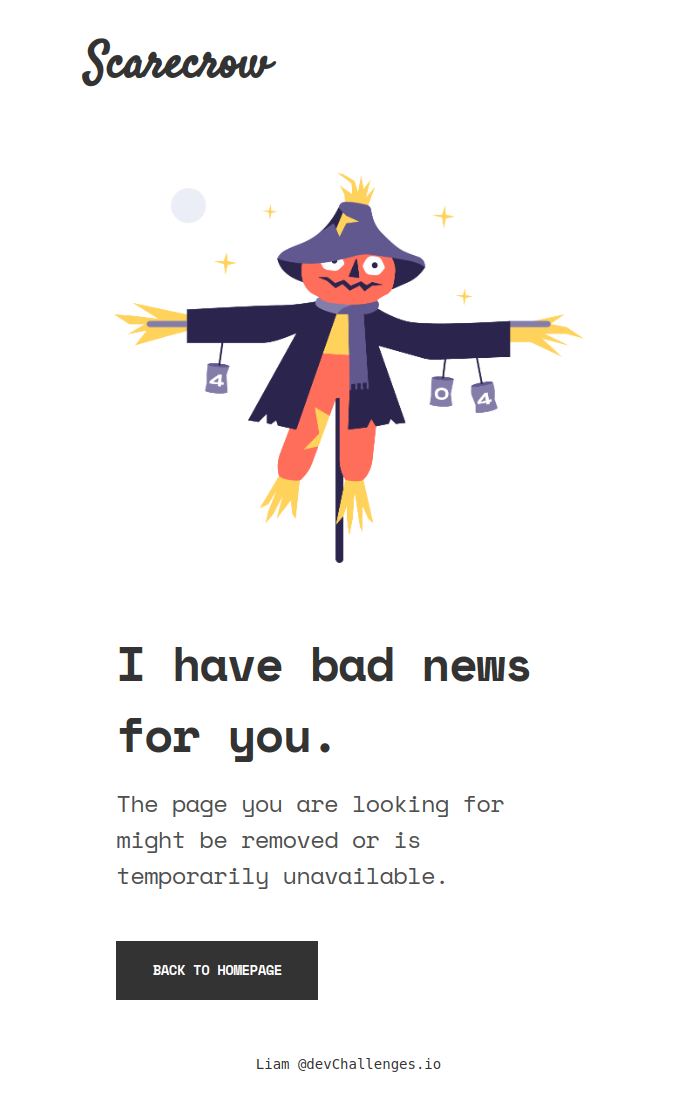 Scarecrow
4
0
4
I have bad news
for you.
The page you are looking for
might be removed or is
temporarily unavailable.
BACK TO HOMEPAGE
Liam @devChallenges.io